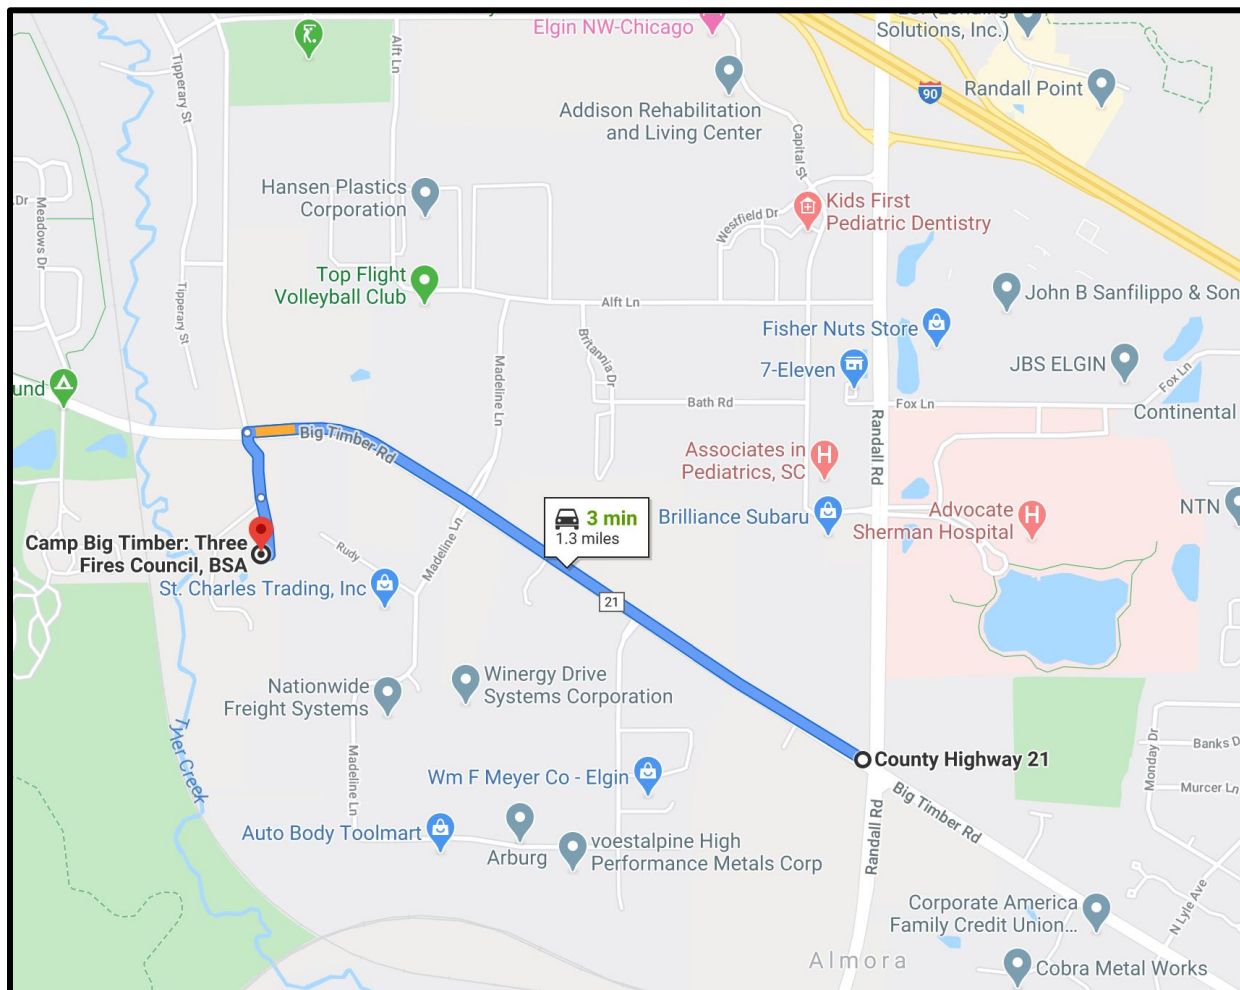 Elgin NW-Chicago
Solutions, Inc.)
90
Randall Point
Alft Ln
Tipperary St
Addison Rehabilitation
and Living Center
Capital St
Dr
Meadows Dr
Hansen Plastics
Corporation
Kids First
Pediatric Dentistry
Westfield Dr
Top Flight
Volleyball Club
Tipperary St
Alft Ln
John B Sanfilippo & Son
Fisher Nuts Store
Britannia Dr
Madeline Ln
7-Eleven
JBS ELGIN
Fox Ln
und
Bath Rd
Fox Ln
Continental
Randall Rd
Big Timber Rd
Associates in
Pediatrics, SC
Brilliance Subaru
Advocate
Sherman Hospital
NTN
3 min
1.3 miles
Madeline Ln
Camp Big Timber: Three
Fires Council, BSA
Rudy
St. Charles Trading, Inc
21
Winergy Drive
Systems Corporation
Nationwide
Freight Systems
Tyler Creek
Madeline Ln
Monday Dr
Banks D
County Highway 21
Wm F Meyer Co - Elgin
Murcer Ln
Big Timber Rd
Randall Rd
Auto Body Toolmart
Arburg
voestalpine High
Performance Metals Corp
N Lyle Ave
Corporate America
Family Credit Union...
Almora
Cobra Metal Works